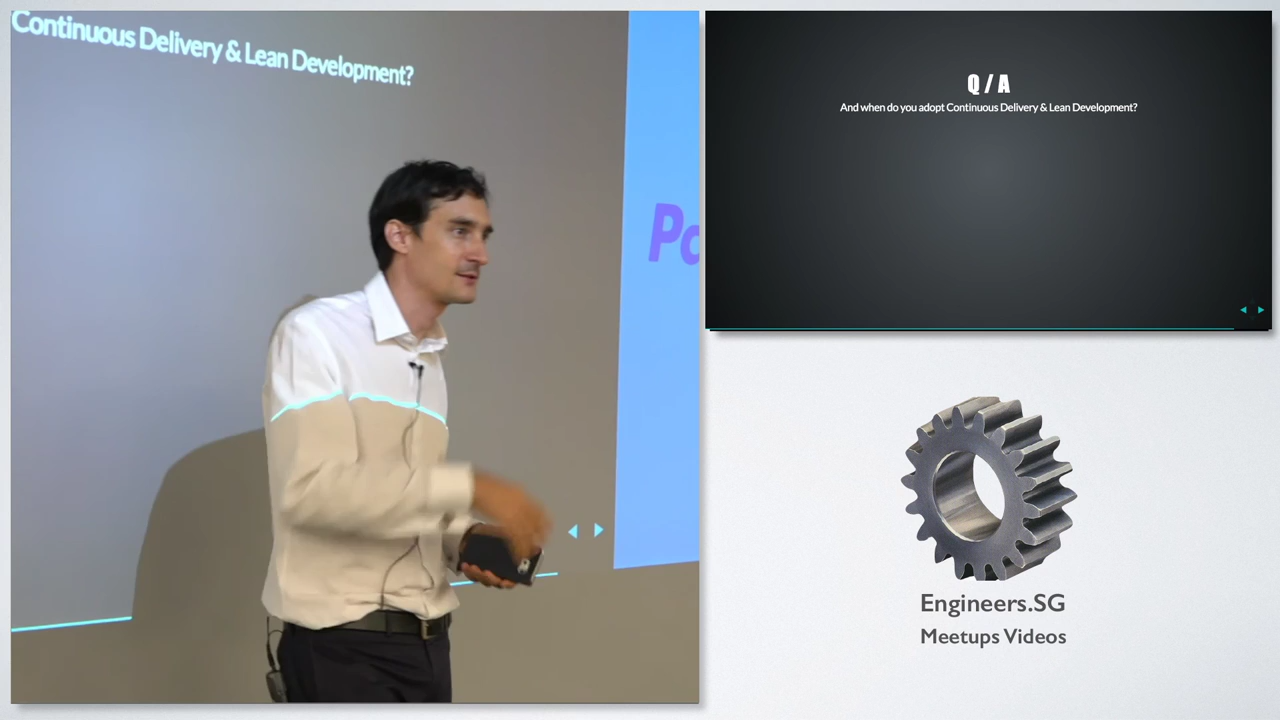 Continuous Delivery & Lean Development?
Q / A
And when do you adopt Continuous Delivery & Lean Development?
Engineers.SG
Meetups Videos